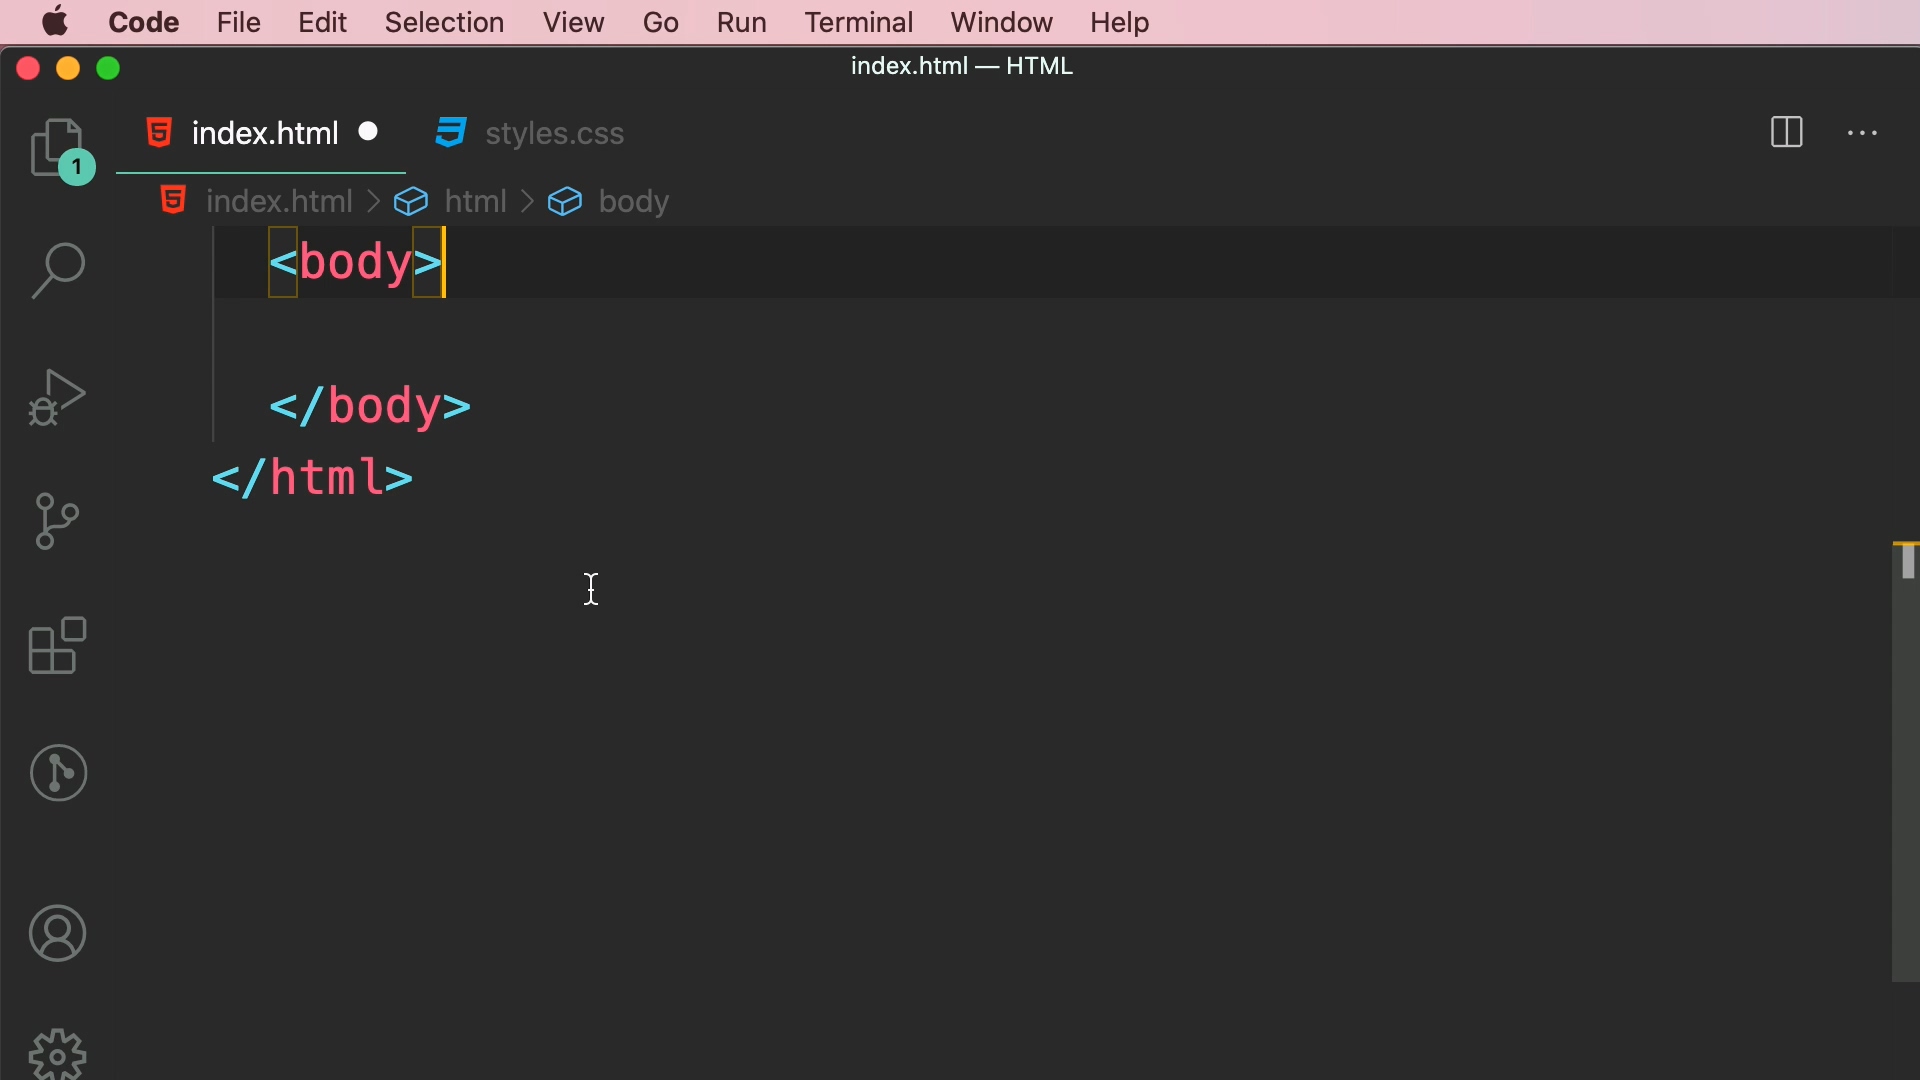 Code File Edit Selection View Go Run Terminal Window Help
index.html — HTML
index.html styles.css
1
index.html > html > body
<body>
</body>
</html>